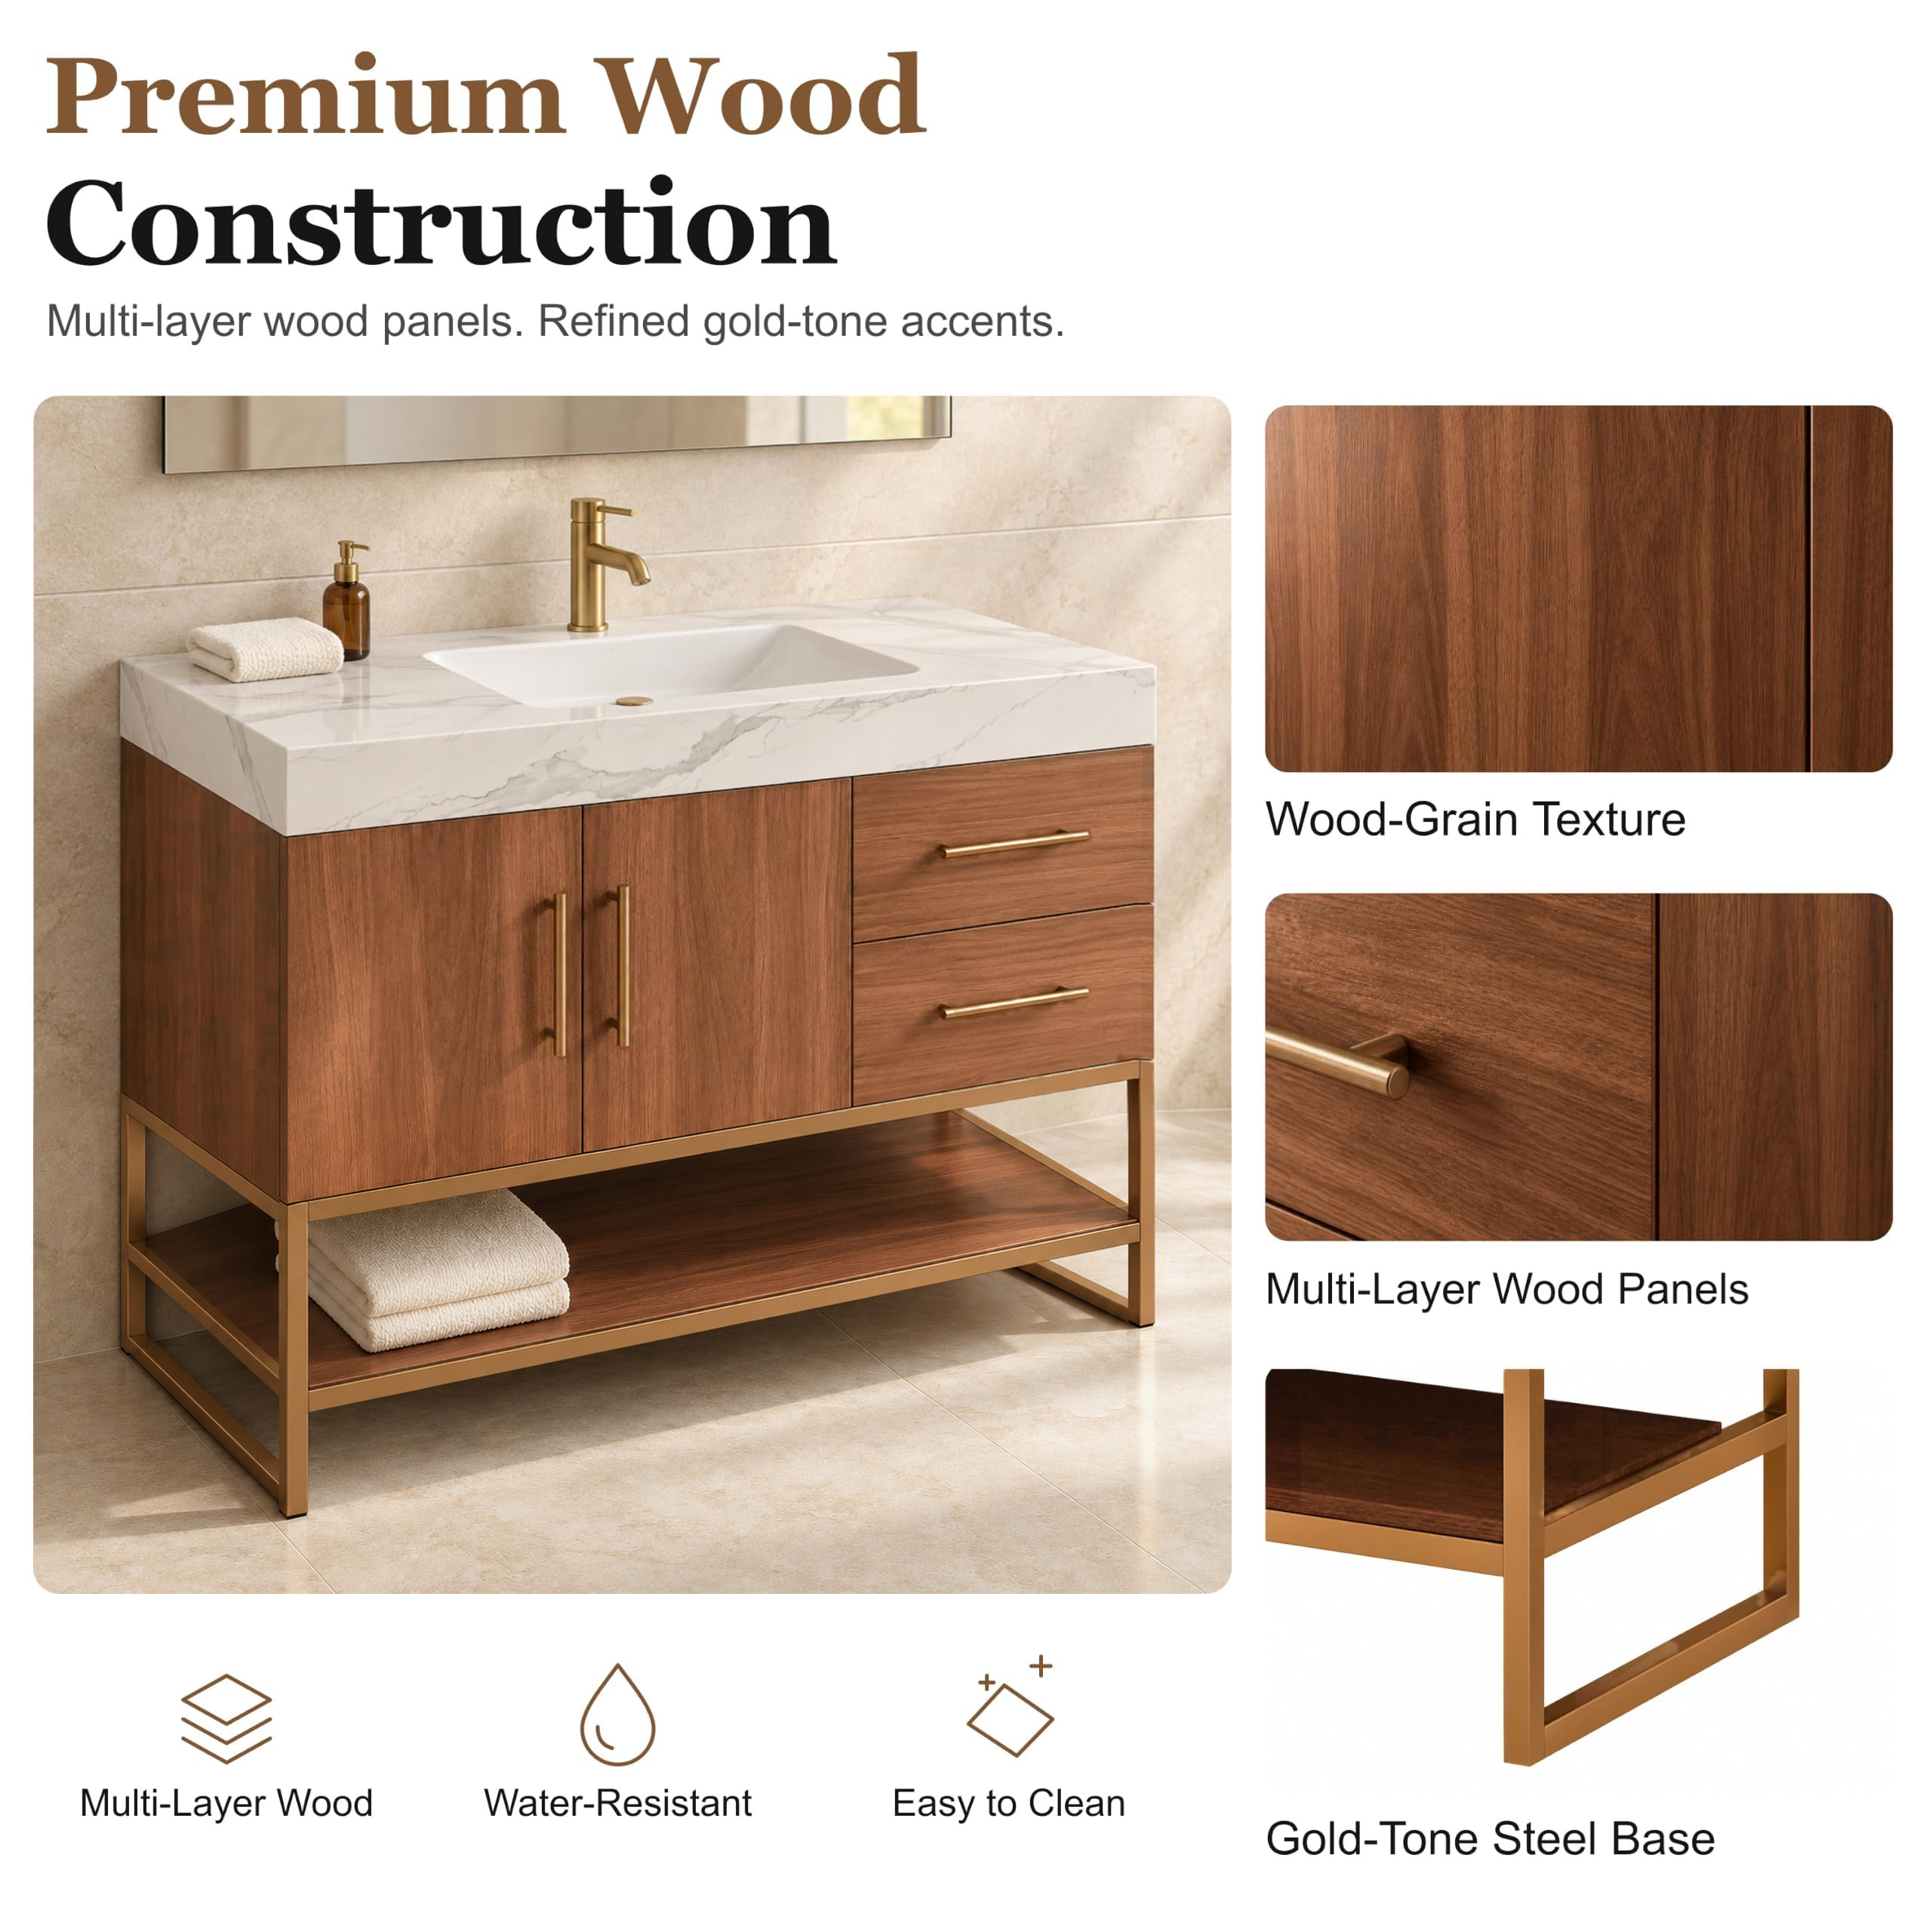 Premium Wood
Construction
Multi-layer wood panels. Refined gold-tone accents.
Wood-Grain Texture
Multi-Layer Wood Panels
Gold-Tone Steel Base
Multi-Layer Wood
Water-Resistant
Easy to Clean